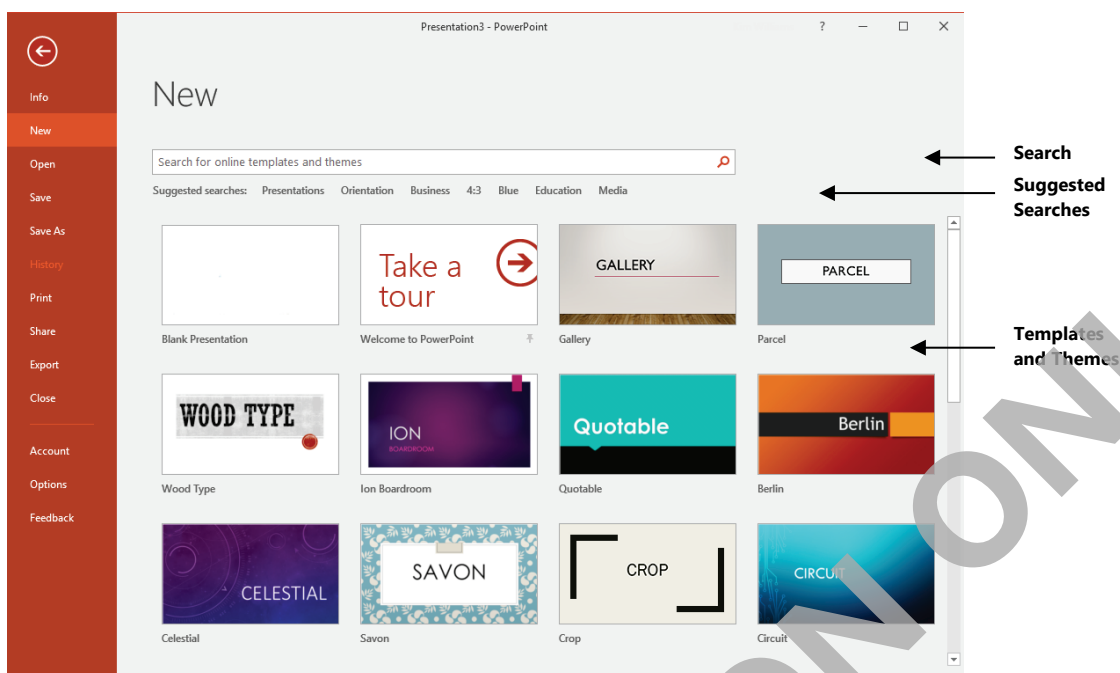 Presentation3 - PowerPoint
?
Info
New
Open
Save
Save As
History
Print
Share
Export
Close
Account
Options
Feedback
New
Search for online templates and themes
Suggested searches: Presentations Orientation Business 4:3 Blue Education Media
Take a
tour
GALLERY
PARCEL
Blank Presentation Welcome to PowerPoint Gallery Parcel
WOOD TYPE
ION
BOARDROOM
Quotable
Berlin
Wood Type Ion Boardroom Quotable Berlin
CELESTIAL
SAVON
CROP
CIRCUIT
Celestial Savon Crop Circuit
Search
Suggested
Searches
Templates
and Themes
ON
ON